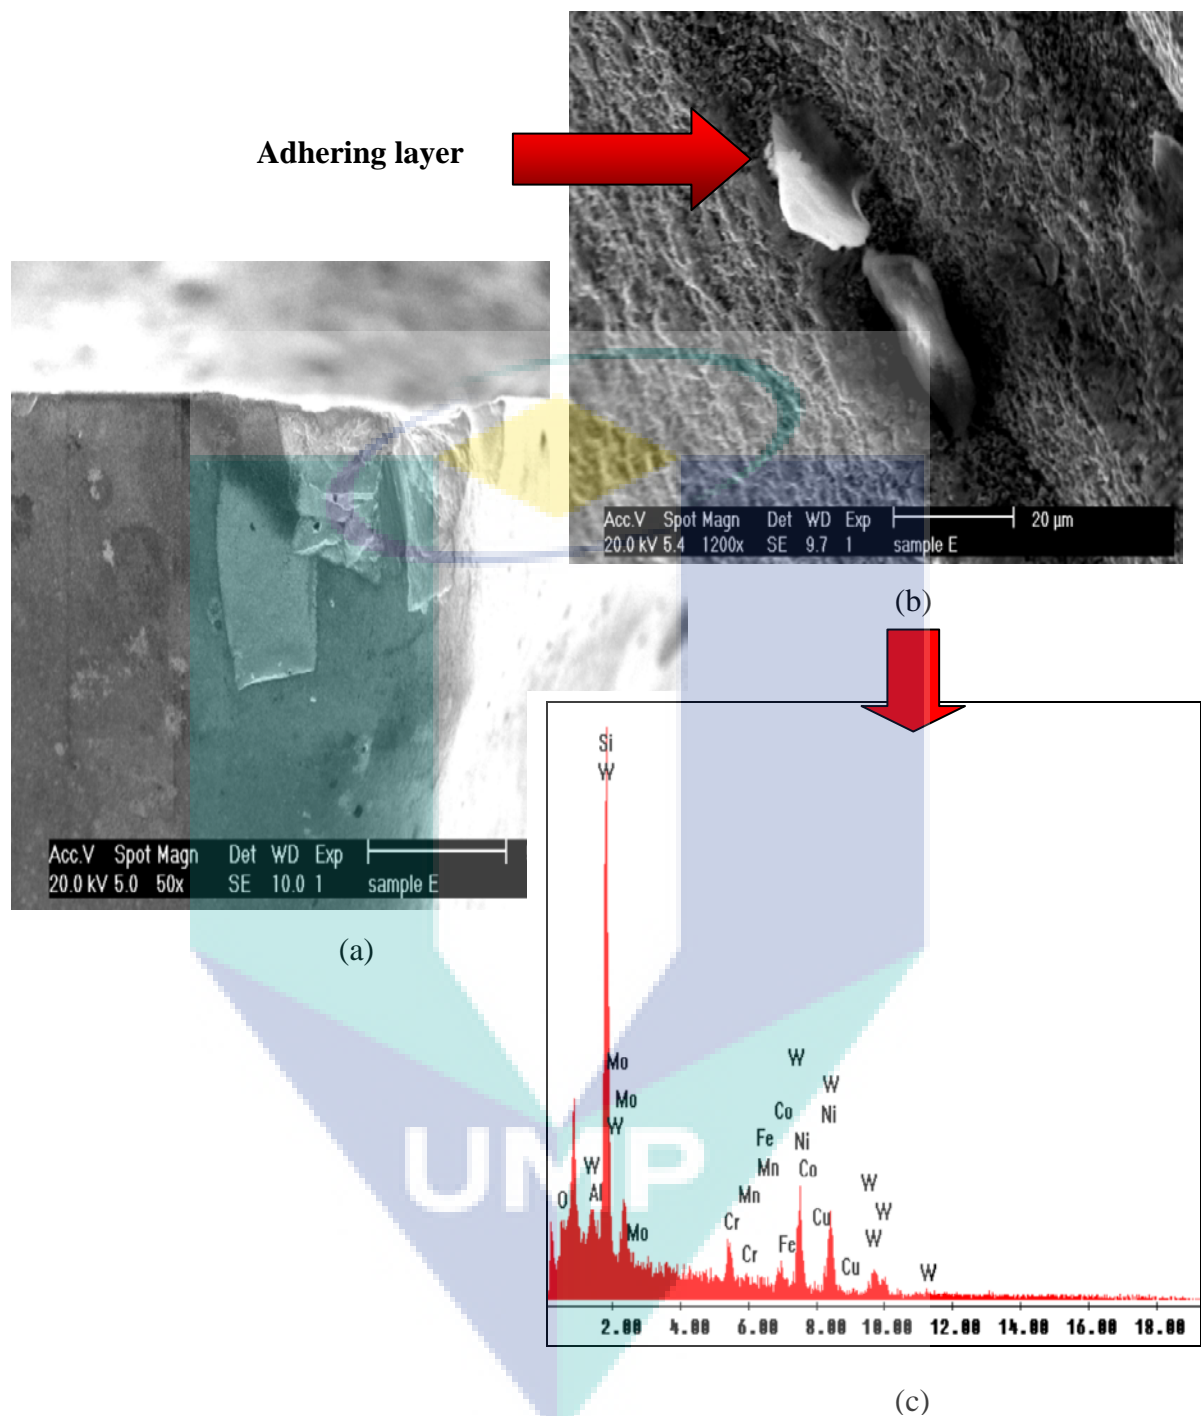 Adhering layer
Acc.V Spot Magn Det WD Exp 20 µm
20.0 kV 5.4 1200x SE 9.7 1 sample E
(b)
Acc.V Spot Magn Det WD Exp
20.0 kV 5.0 50x SE 10.0 1 sample E
(a)
Si
W
Mo
Mo
W
W
Al
O
Mo
W
W
Co
Ni
Fe
Ni
Mn
Co
W
Mn
W
Cr
Cu
W
Cr
Fe
Cu
W
2.00 4.00 6.00 8.00 10.00 12.00 14.00 16.00 18.00
UMP
(c)